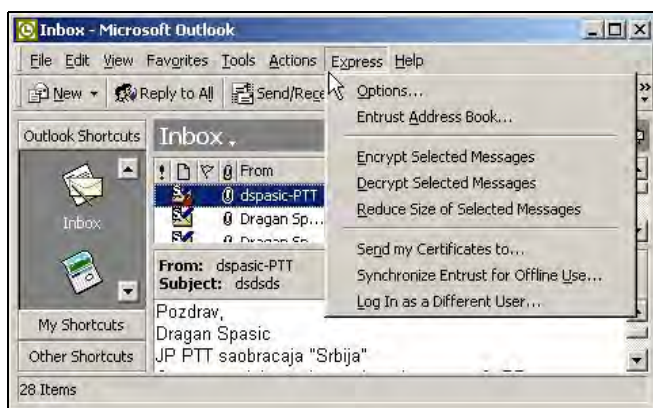 Inbox - Microsoft Outlook
File Edit View Favorites Tools Actions Express Help
New Reply to All Send/Rece
Options...
Entrust Address Book...
Encrypt Selected Messages
Decrypt Selected Messages
Reduce Size of Selected Messages
Send my Certificates to...
Synchronize Entrust for Offline Use...
Log In as a Different User...
Outlook Shortcuts
Inbox
My Shortcuts
Other Shortcuts
Inbox
From
dspasic-PTT
Dragan Sp...
Dragan Sp
From: dspasic-PTT
Subject: dsdsds
Pozdrav,
Dragan Spasic
JP PTT saobracaja "Srbija"
28 Items